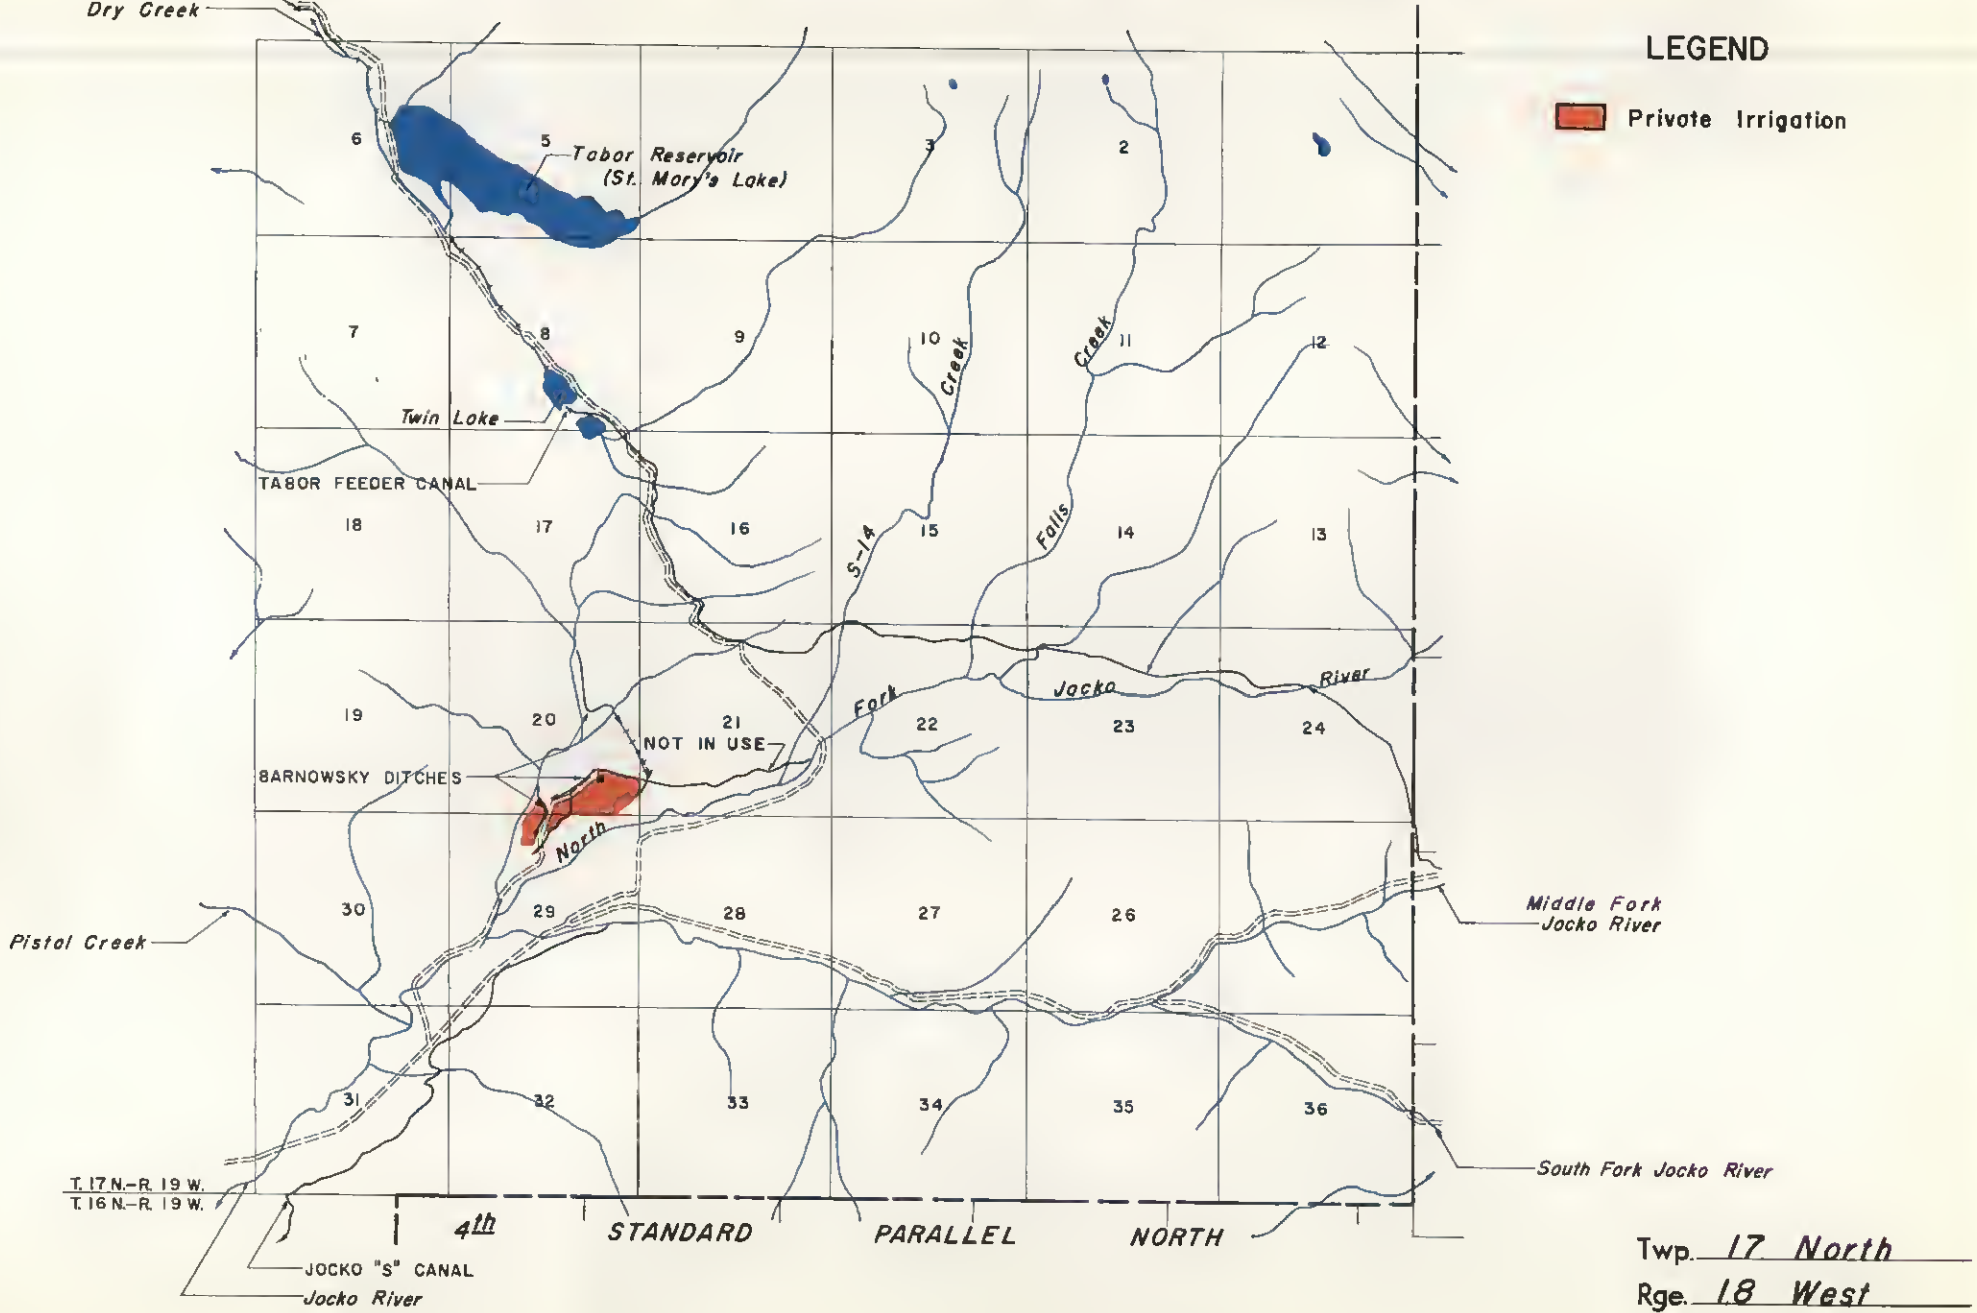 Dry Creek
LEGEND
Private Irrigation
6
5
3
2
Tabor Reservoir
(St. Mary's Lake)
7
8
9
10
Creek
Creek
11
12
Twin Lake
TABOR FEEDER CANAL
18
17
16
S-14
15
Falls
14
13
19
20
21
Fork
22
Jocko
23
River
24
NOT IN USE
BARNOWSKY DITCHES
North
30
29
28
27
26
Middle Fork
Jocko River
Pistol Creek
31
32
33
34
35
36
South Fork Jocko River
T. 17 N.-R. 19 W.
T. 16 N.-R. 19 W.
4th STANDARD PARALLEL NORTH
JOCKO "S" CANAL
Jocko River
Twp. 17 North
Rge. 18 West